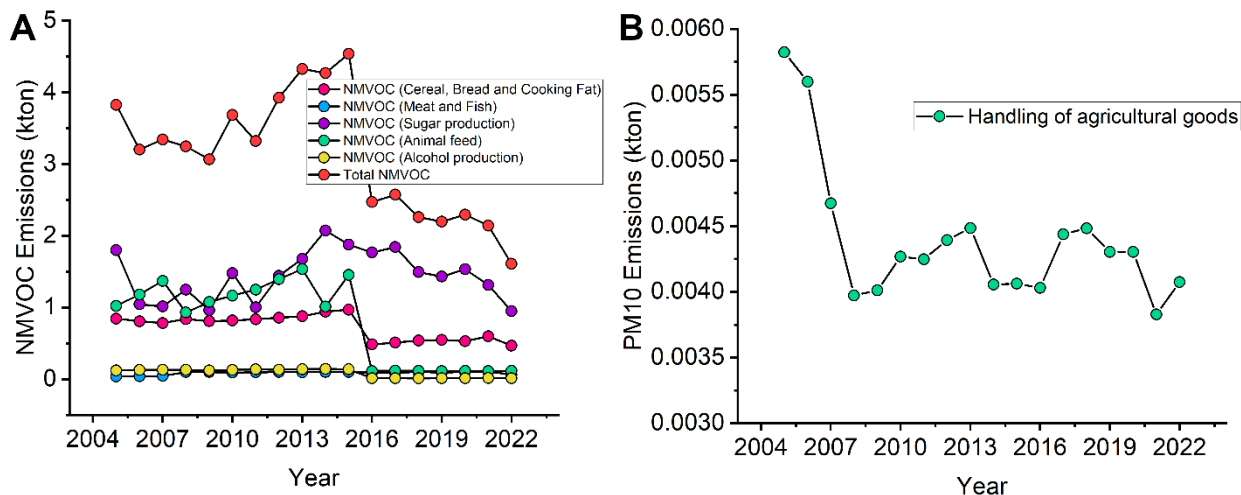 A
NMVOC Emissions (kton)
5
4
3
2
1
0
NMVOC (Cereal, Bread and Cooking Fat)
NMVOC (Meat and Fish)
NMVOC (Sugar production)
NMVOC (Animal feed)
NMVOC (Alcohol production)
Total NMVOC
2004 2007 2010 2013 2016 2019 2022
Year
B
PM10 Emissions (kton)
0.0060
0.0055
0.0050
0.0045
0.0040
0.0035
0.0030
Handling of agricultural goods
2004 2007 2010 2013 2016 2019 2022
Year